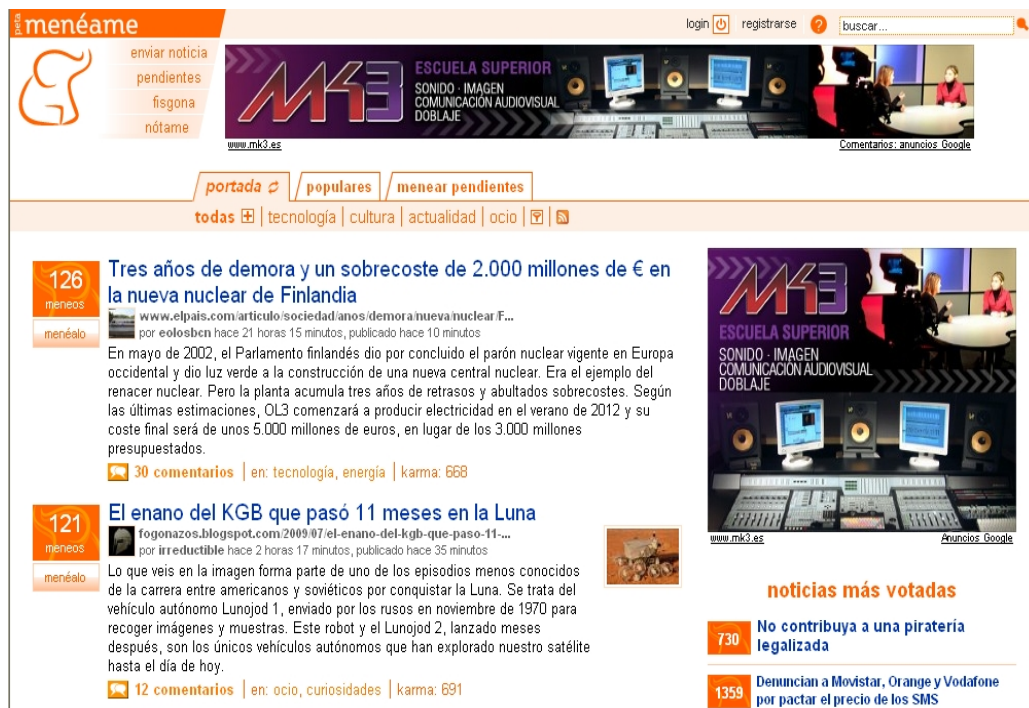 peta menéame
login registrarse ? buscar...
enviar noticia
pendientes
fisgona
nótame
MK3
ESCUELA SUPERIOR
SONIDO · IMAGEN
COMUNICACIÓN AUDIOVISUAL
DOBLAJE
www.mk3.es Comentarios: anuncios Google
portada populares menear pendientes
todas tecnología cultura actualidad ocio
126
meneos
menéalo
Tres años de demora y un sobrecoste de 2.000 millones de € en
la nueva nuclear de Finlandia
www.elpais.com/articulo/sociedad/anos/demora/nueva/nuclear/F...
por eolosbcn hace 21 horas 15 minutos, publicado hace 10 minutos
En mayo de 2002, el Parlamento finlandés dio por concluido el parón nuclear vigente en Europa
occidental y dio luz verde a la construcción de una nueva central nuclear. Era el ejemplo del
renacer nuclear. Pero la planta acumula tres años de retrasos y abultados sobrecostes. Según
las últimas estimaciones, OL3 comenzará a producir electricidad en el verano de 2012 y su
coste final será de unos 5.000 millones de euros, en lugar de los 3.000 millones
presupuestados.
30 comentarios | en: tecnología, energía | karma: 668
121
meneos
menéalo
El enano del KGB que pasó 11 meses en la Luna
fogonazos.blogspot.com/2009/07/el-enano-del-kgb-que-paso-11-...
por irreductible hace 2 horas 17 minutos, publicado hace 35 minutos
Lo que veis en la imagen forma parte de uno de los episodios menos conocidos
de la carrera entre americanos y soviéticos por conquistar la Luna. Se trata del
vehículo autónomo Lunojod 1, enviado por los rusos en noviembre de 1970 para
recoger imágenes y muestras. Este robot y el Lunojod 2, lanzado meses
después, son los únicos vehículos autónomos que han explorado nuestro satélite
hasta el día de hoy.
12 comentarios | en: ocio, curiosidades | karma: 691
MK3
ESCUELA SUPERIOR
SONIDO · IMAGEN
COMUNICACIÓN AUDIOVISUAL
DOBLAJE
www.mk3.es Anuncios Google
noticias más votadas
730 No contribuya a una piratería
legalizada
1359 Denuncian a Movistar, Orange y Vodafone
por pactar el precio de los SMS